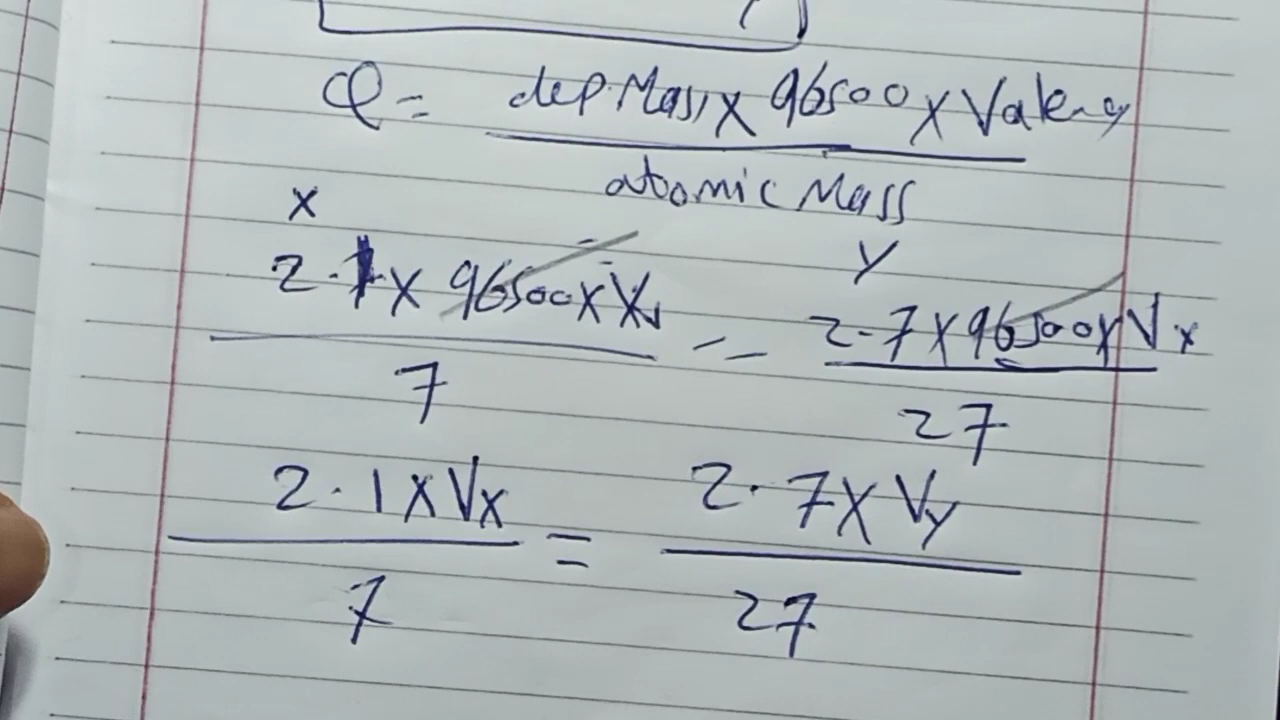 Q = dep. Mass x 96500 x Valency
atomic Mass
x
y
2.1 x 96500 x Vx = 2.7 x 96500 x Vx
7
27
2.1 x Vx = 2.7 x Vy
7
27